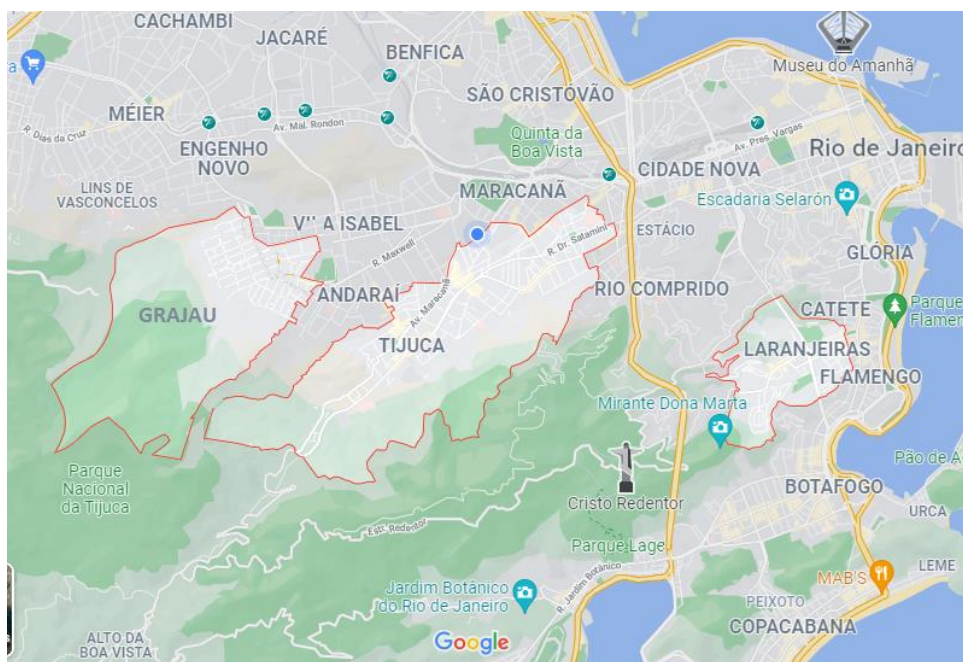 CACHAMBI
JACARÉ
BENFICA
Museu do Amanhã
MÉIER
R. Dias da Cruz
SÃO CRISTÓVÃO
Av. Mal. Rondon
Quinta da
Boa Vista
Av. Pres. Vargas
ENGENHO
NOVO
Rio de Janeiro
CIDADE NOVA
LINS DE
VASCONCELOS
MARACANÃ
Escadaria Selarón
V'' A ISABEL
R. Maxwell
R. Dr. Satamini
ESTÁCIO
GLÓRIA
ANDARAÍ
Av. Maracanã
RIO COMPRIDO
GRAJAU
CATETE
Parque
Flamen
TIJUCA
LARANJEIRAS
FLAMENGO
Mirante Dona Marta
Parque
Nacional
da Tijuca
Pão de A
Cristo Redentor
BOTAFOGO
URCA
Estr. Redentor
Parque Lage
LEME
Jardim Botânico
do Rio de Janeiro
R. Jardim Botânico
MAB'S
PEIXOTO
COPACABANA
ALTO DA
BOA VISTA
Google